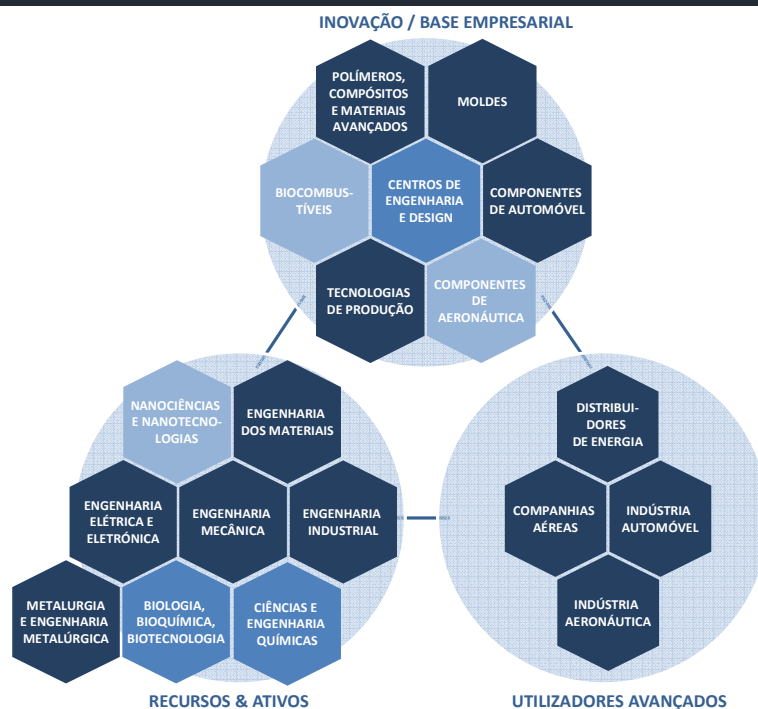 INOVAÇÃO / BASE EMPRESARIAL
POLÍMEROS,
COMPÓSITOS
E MATERIAIS
AVANÇADOS
MOLDES
BIOCOMBUS-
TÍVEIS
CENTROS DE
ENGENHARIA
E DESIGN
COMPONENTES
DE AUTOMÓVEL
TECNOLOGIAS
DE PRODUÇÃO
COMPONENTES
DE
AERONÁUTICA
NANOCIÊNCIAS
E NANOTECNO-
LOGIAS
ENGENHARIA
DOS MATERIAIS
ENGENHARIA
ELÉTRICA E
ELETRÓNICA
ENGENHARIA
MECÂNICA
ENGENHARIA
INDUSTRIAL
METALURGIA
E ENGENHARIA
METALÚRGICA
BIOLOGIA,
BIOQUÍMICA,
BIOTECNOLOGIA
CIÊNCIAS E
ENGENHARIA
QUÍMICAS
RECURSOS & ATIVOS
DISTRIBUI-
DORES
DE ENERGIA
COMPANHIAS
AÉREAS
INDÚSTRIA
AUTOMÓVEL
INDÚSTRIA
AERONÁUTICA
UTILIZADORES AVANÇADOS